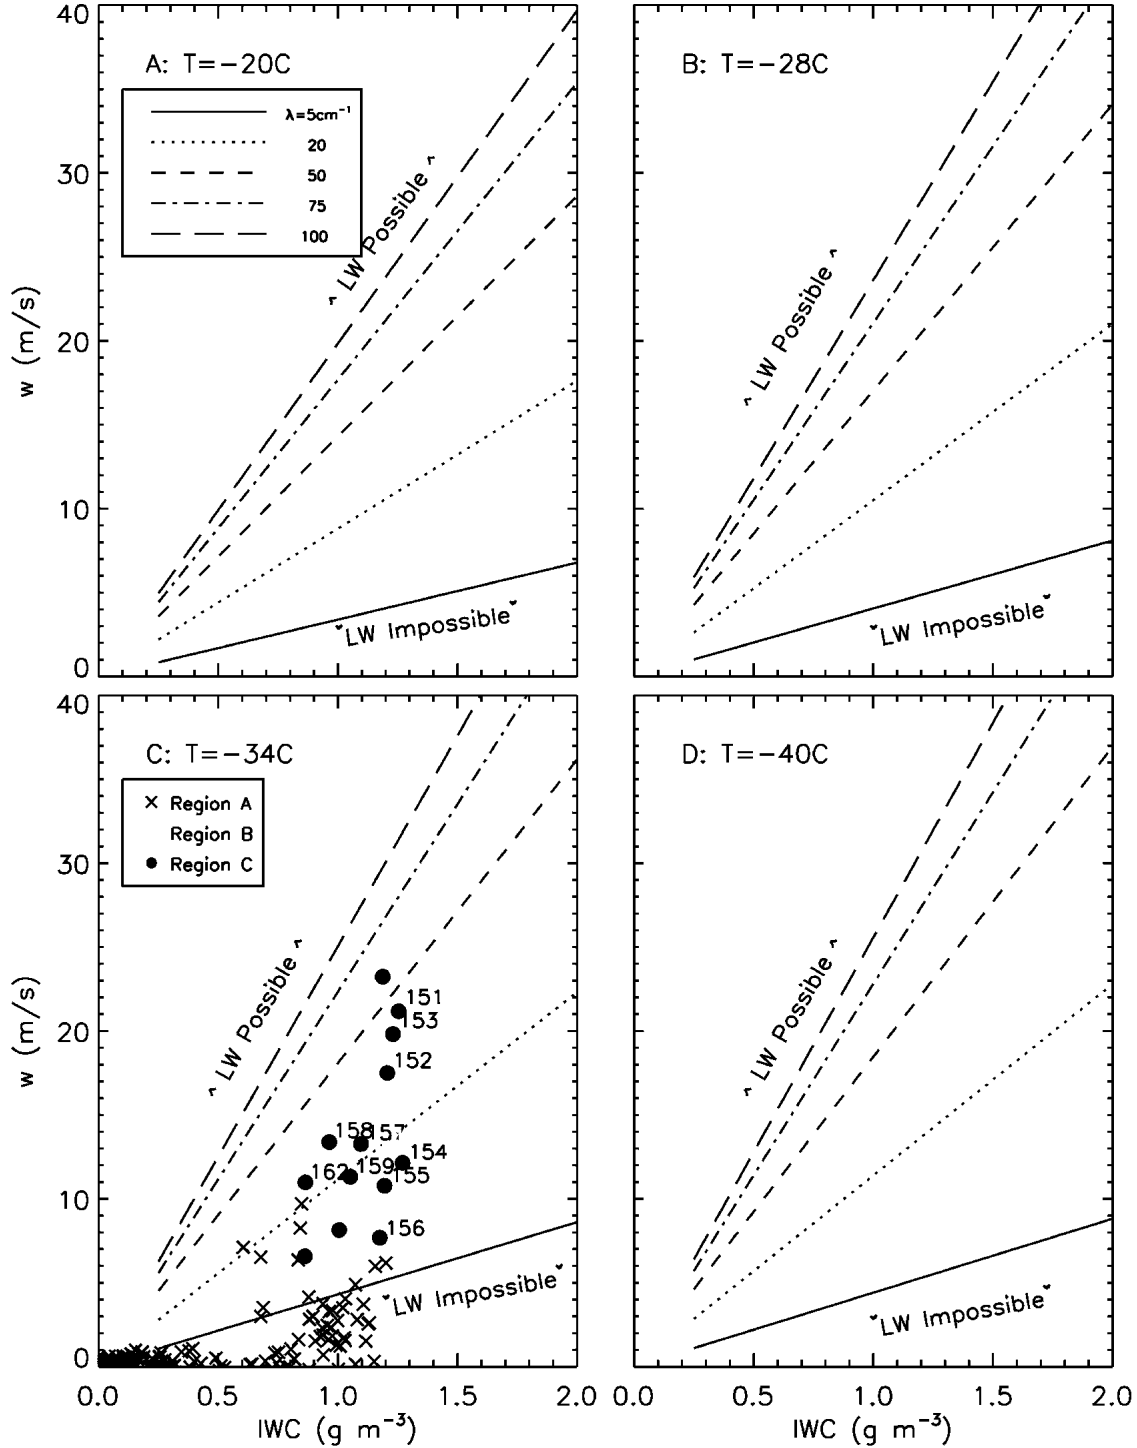 A: T=−20C
λ=5cm⁻¹
20
50
75
100
< LW Possible >
LW Impossible
w (m/s)
40
30
20
10
0
B: T=−28C
LW Possible
LW Impossible
C: T=−34C
Region A
Region B
Region C
LW Possible
151
153
152
158
157
154
162
159
155
156
LW Impossible
w (m/s)
40
30
20
10
0
0.0 0.5 1.0 1.5 2.0
IWC (g m⁻³)
D: T=−40C
LW Possible
LW Impossible
0.0 0.5 1.0 1.5 2.0
IWC (g m⁻³)